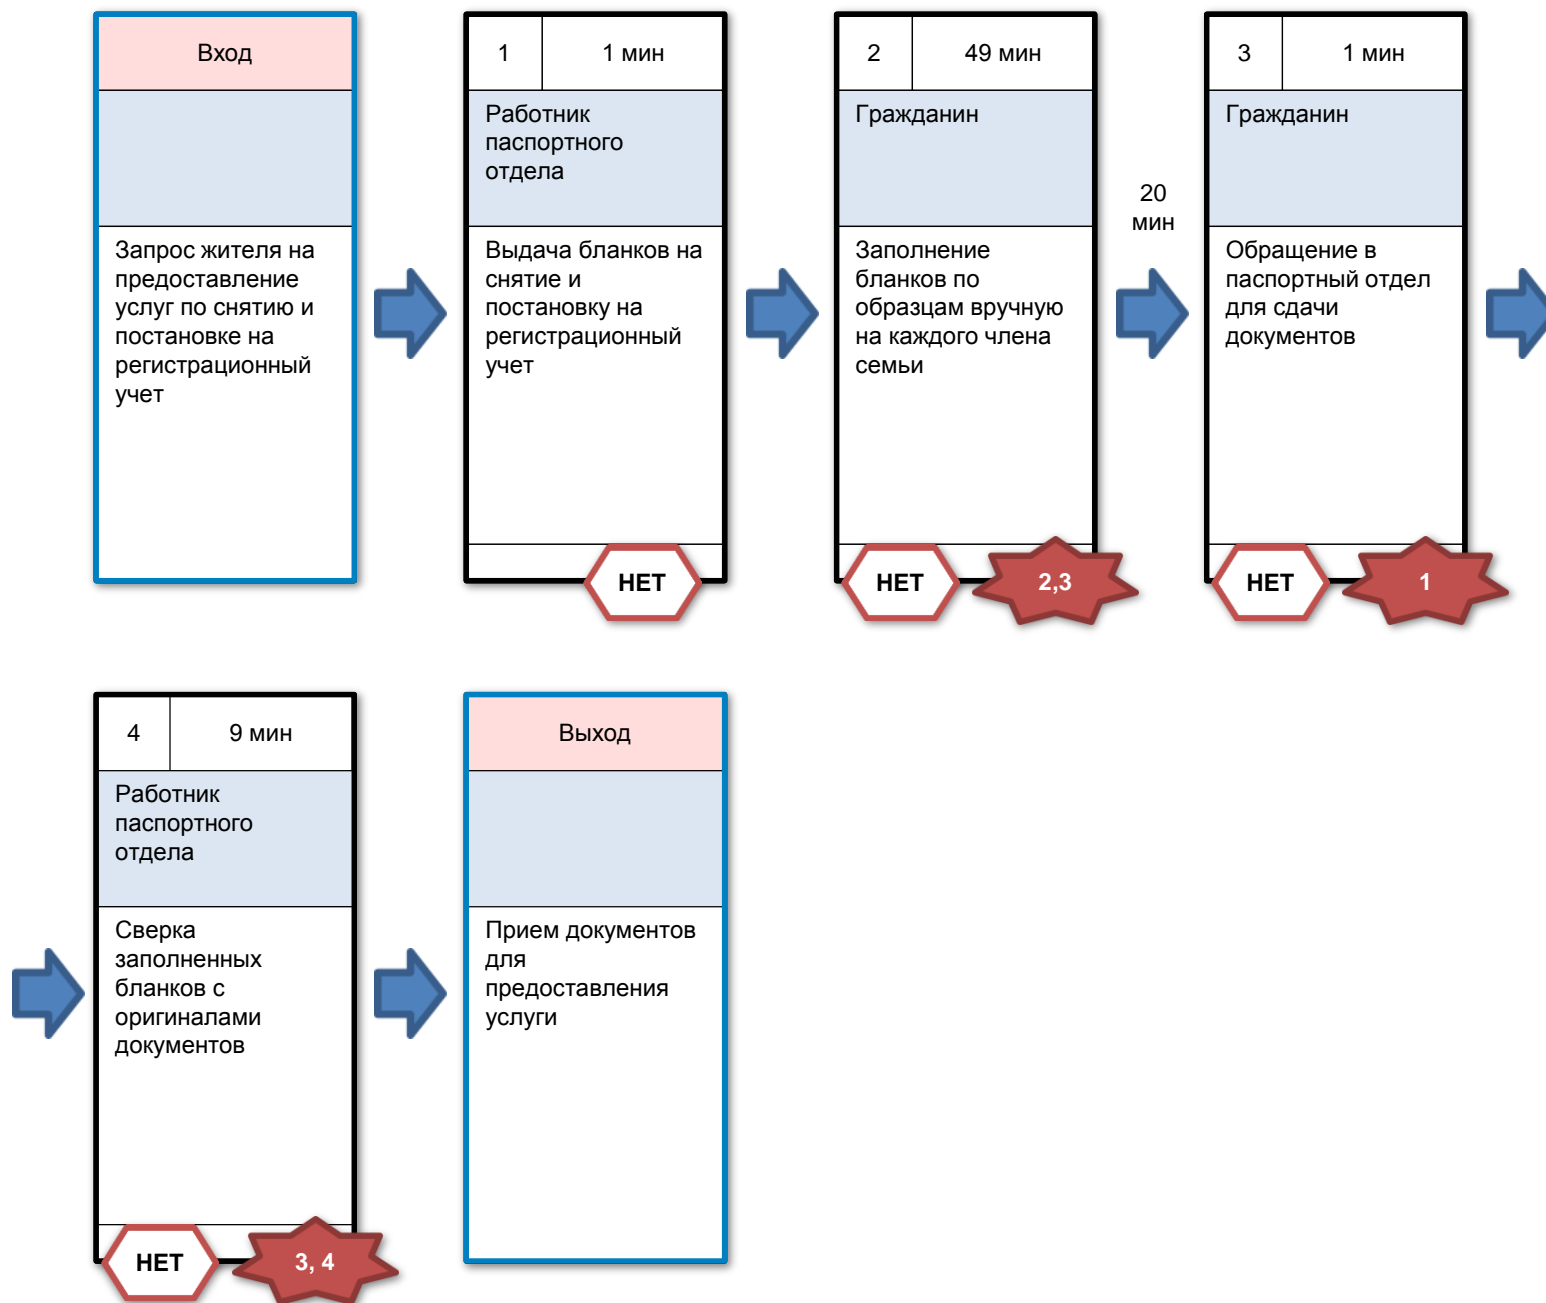 Вход
Запрос жителя на
предоставление
услуг по снятию и
постановке на
регистрационный
учет
1
1 мин
Работник
паспортного
отдела
Выдача бланков на
снятие и
постановку на
регистрационный
учет
НЕТ
2
49 мин
Гражданин
Заполнение
бланков по
образцам вручную
на каждого члена
семьи
НЕТ
2,3
20
мин
3
1 мин
Гражданин
Обращение в
паспортный отдел
для сдачи
документов
НЕТ
1
4
9 мин
Работник
паспортного
отдела
Сверка
заполненных
бланков с
оригиналами
документов
НЕТ
3, 4
Выход
Прием документов
для
предоставления
услуги